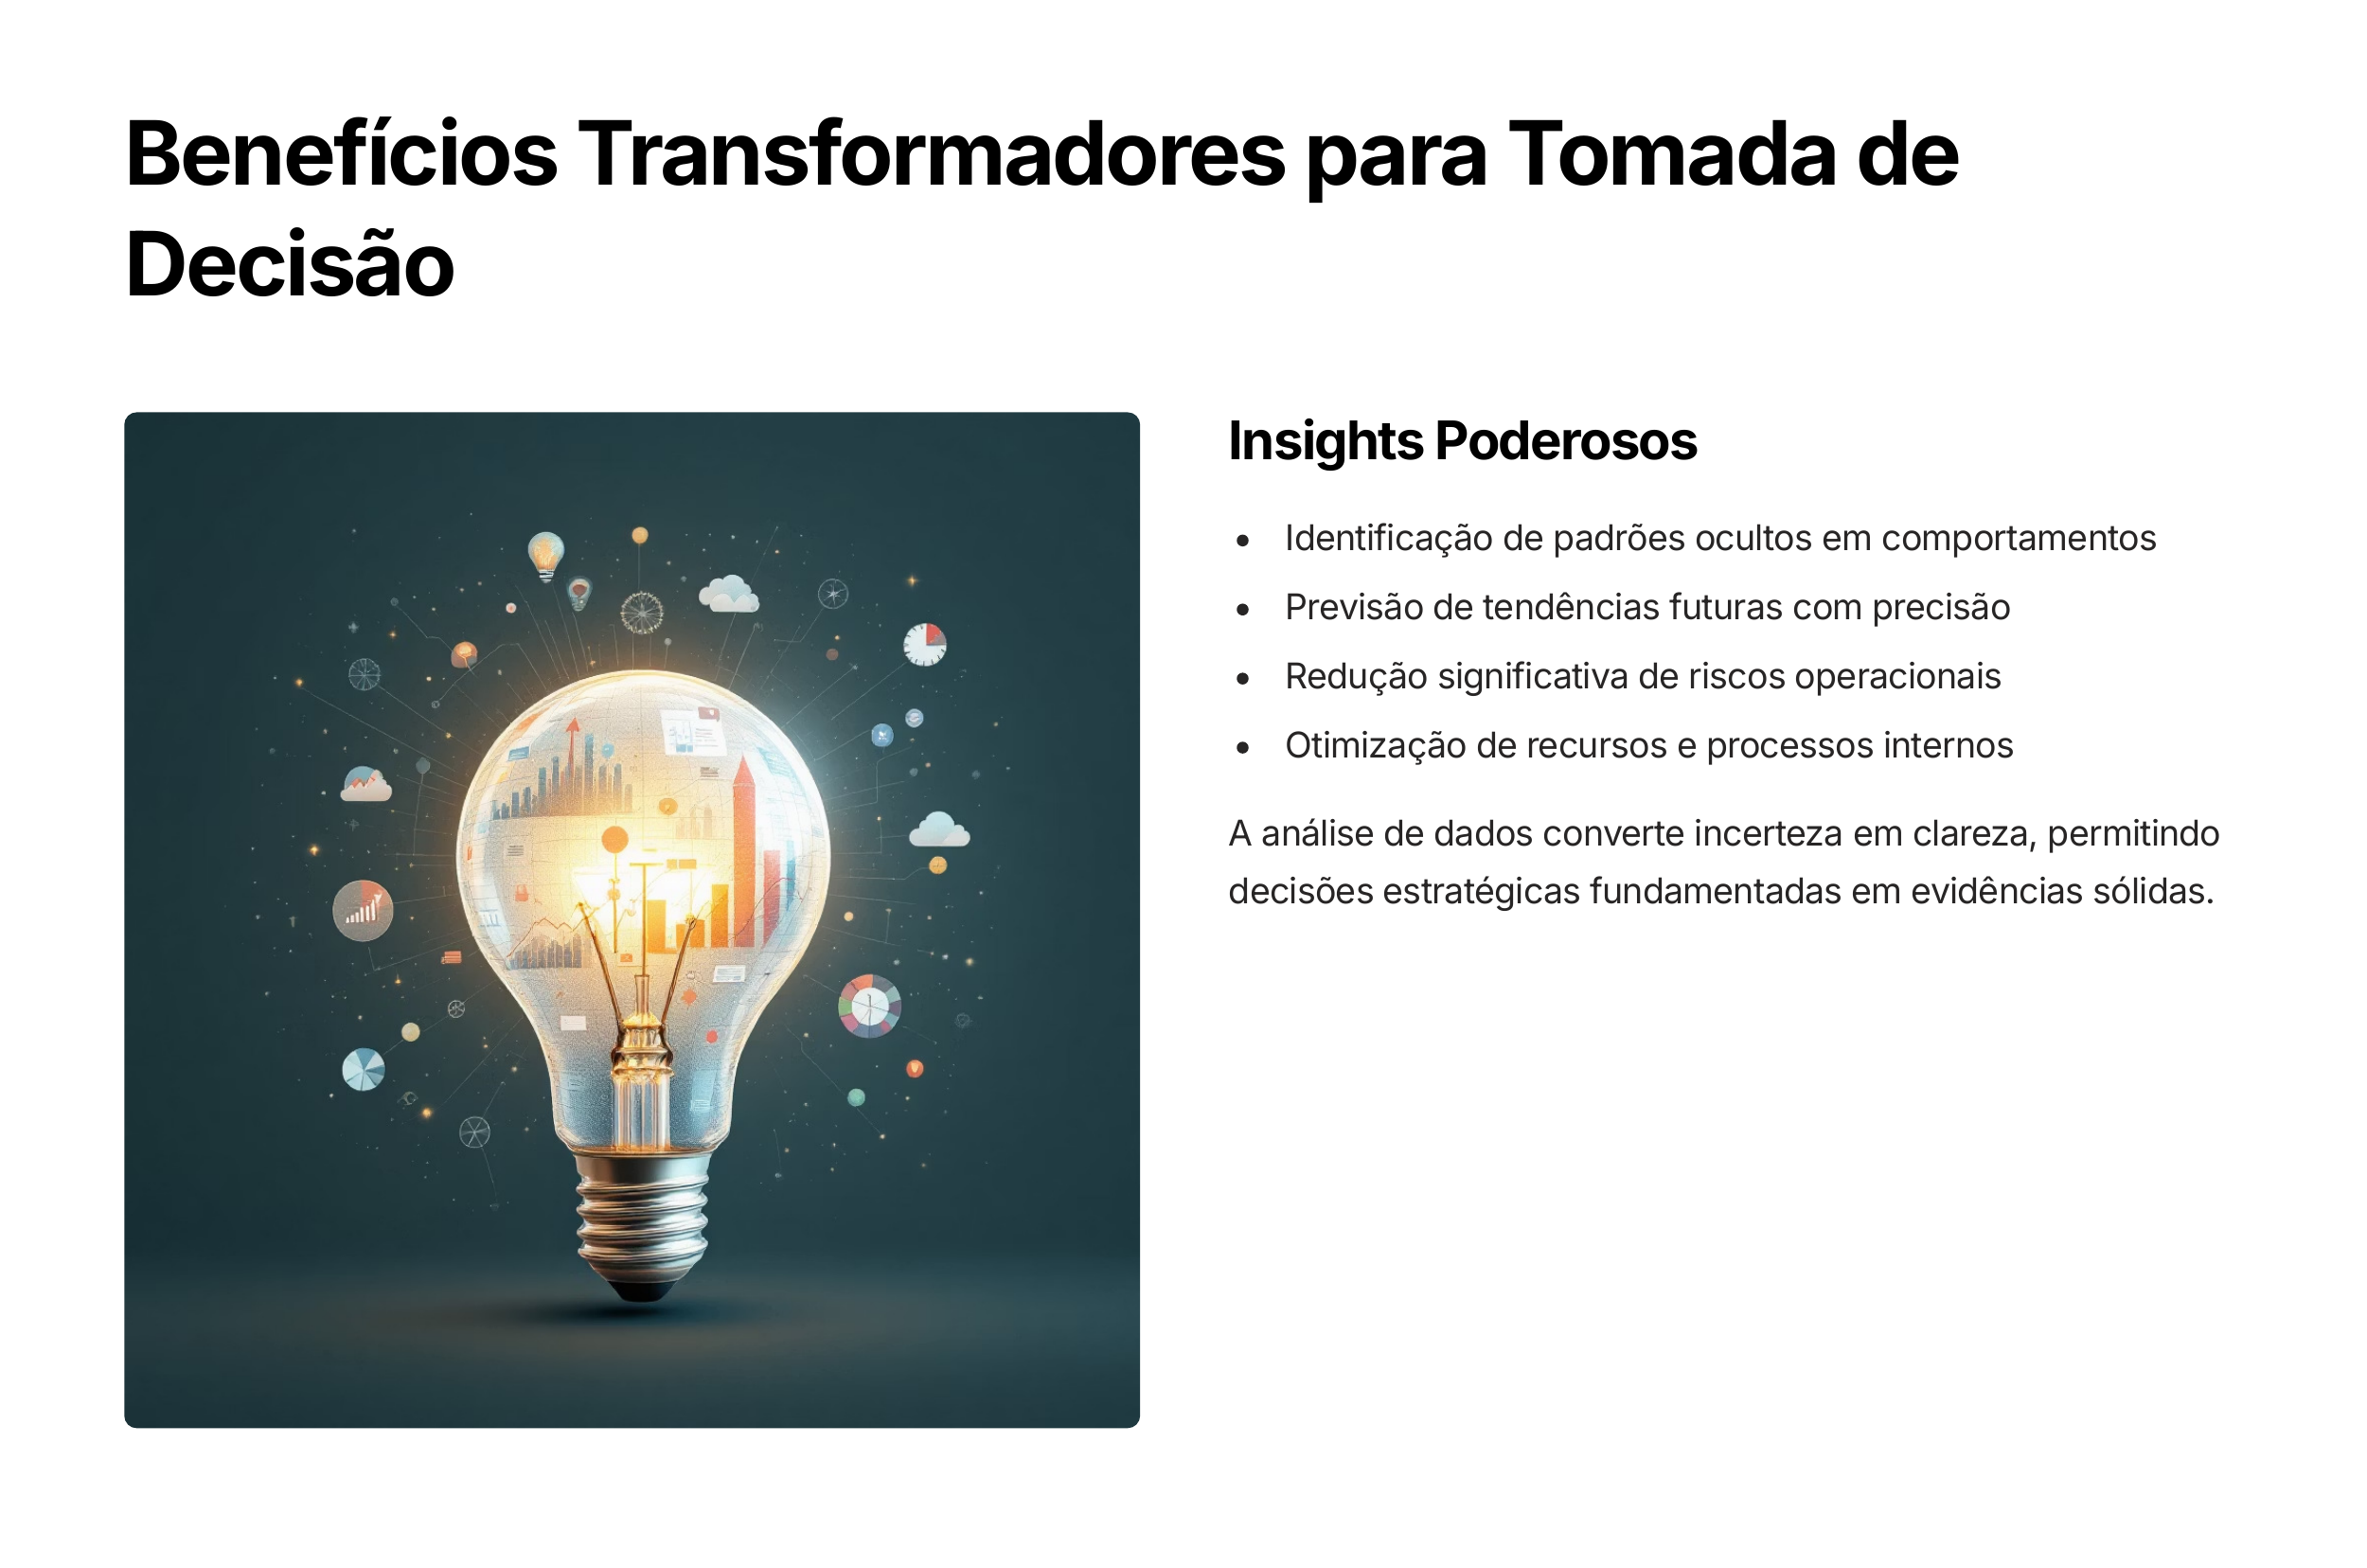 Benefícios Transformadores para Tomada de
Decisão
Insights Poderosos
• Identificação de padrões ocultos em comportamentos
• Previsão de tendências futuras com precisão
• Redução significativa de riscos operacionais
• Otimização de recursos e processos internos
A análise de dados converte incerteza em clareza, permitindo
decisões estratégicas fundamentadas em evidências sólidas.